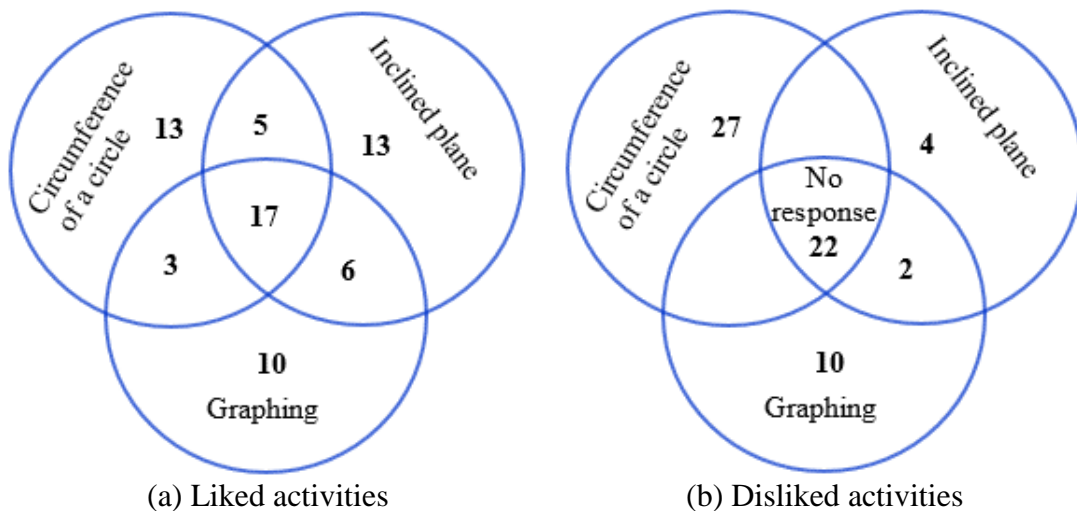 Circumference
of a circle
13
5
13
Inclined plane
17
3
6
10
Graphing
(a) Liked activities
Circumference
of a circle
27
4
Inclined plane
No
response
22
2
10
Graphing
(b) Disliked activities